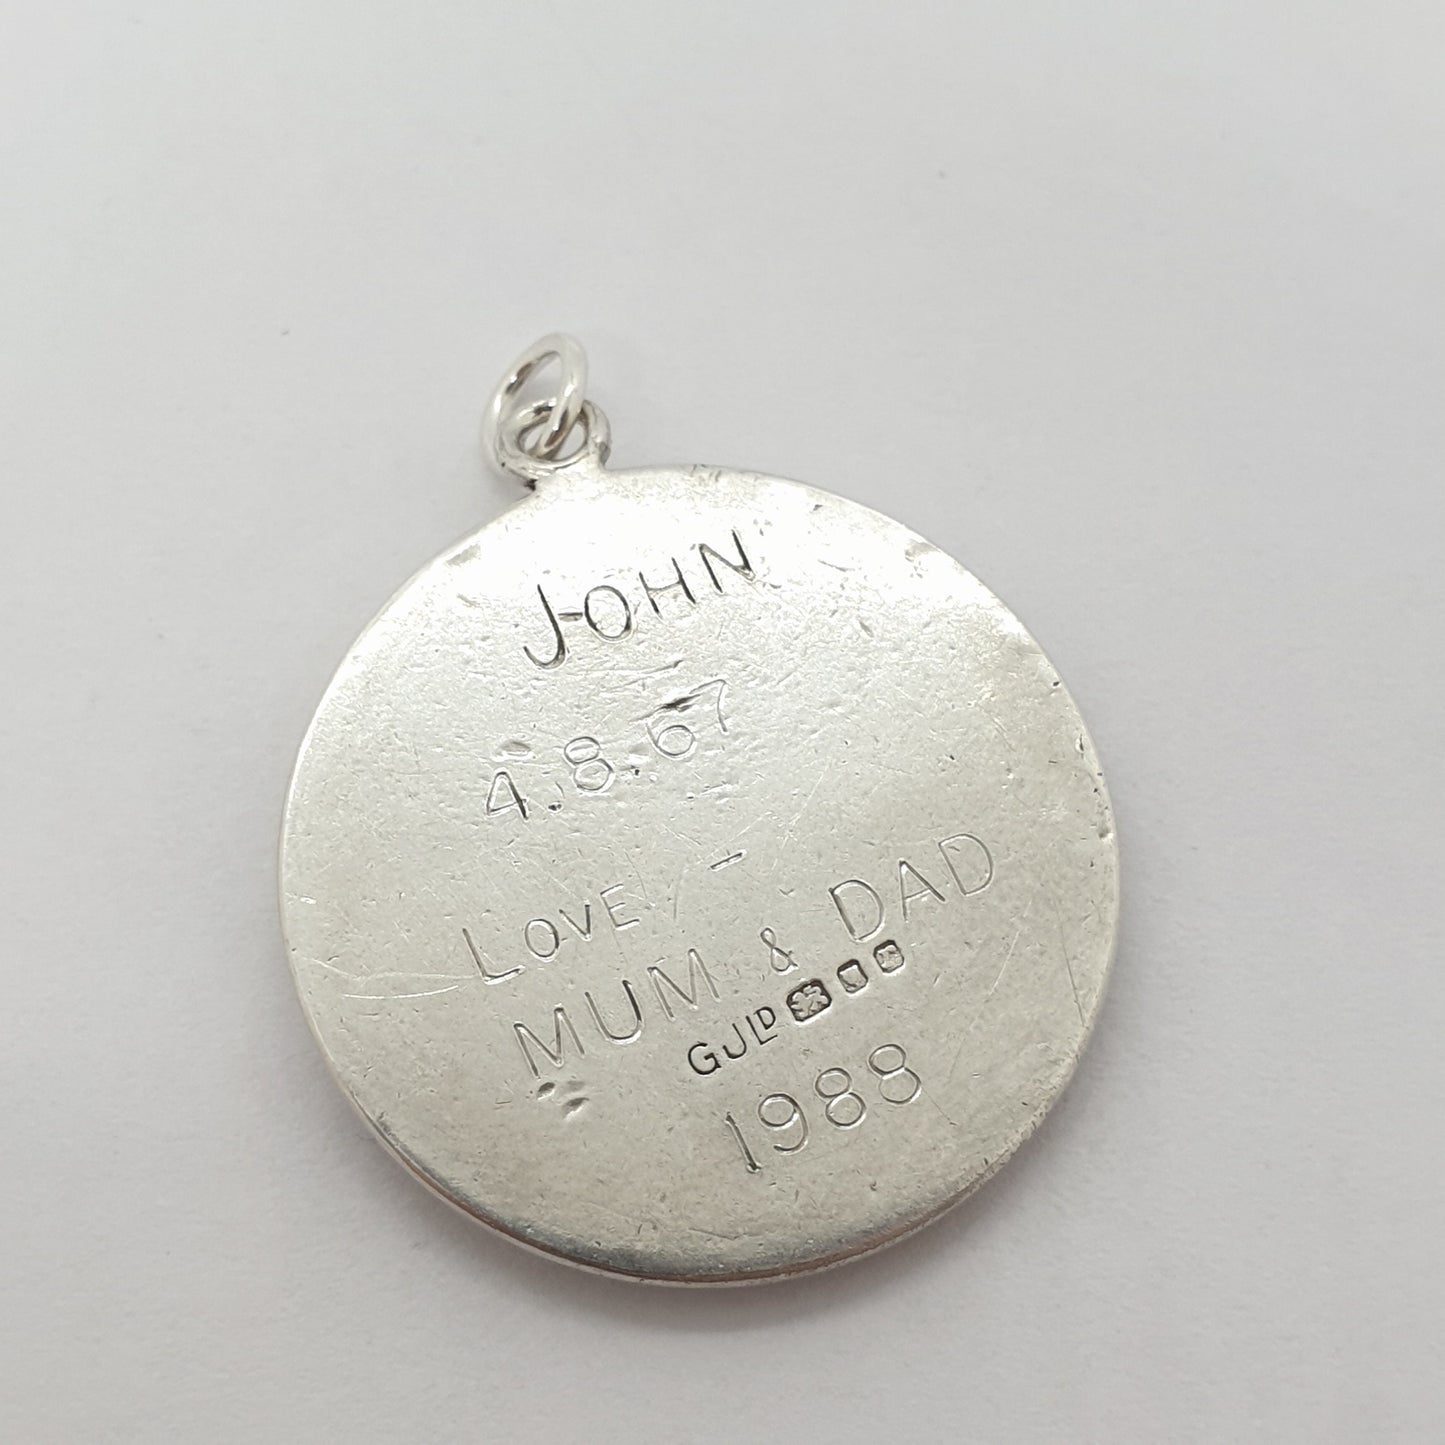 JOHN
4.8.67
LOVE
MUM & DAD
GJLD
1988